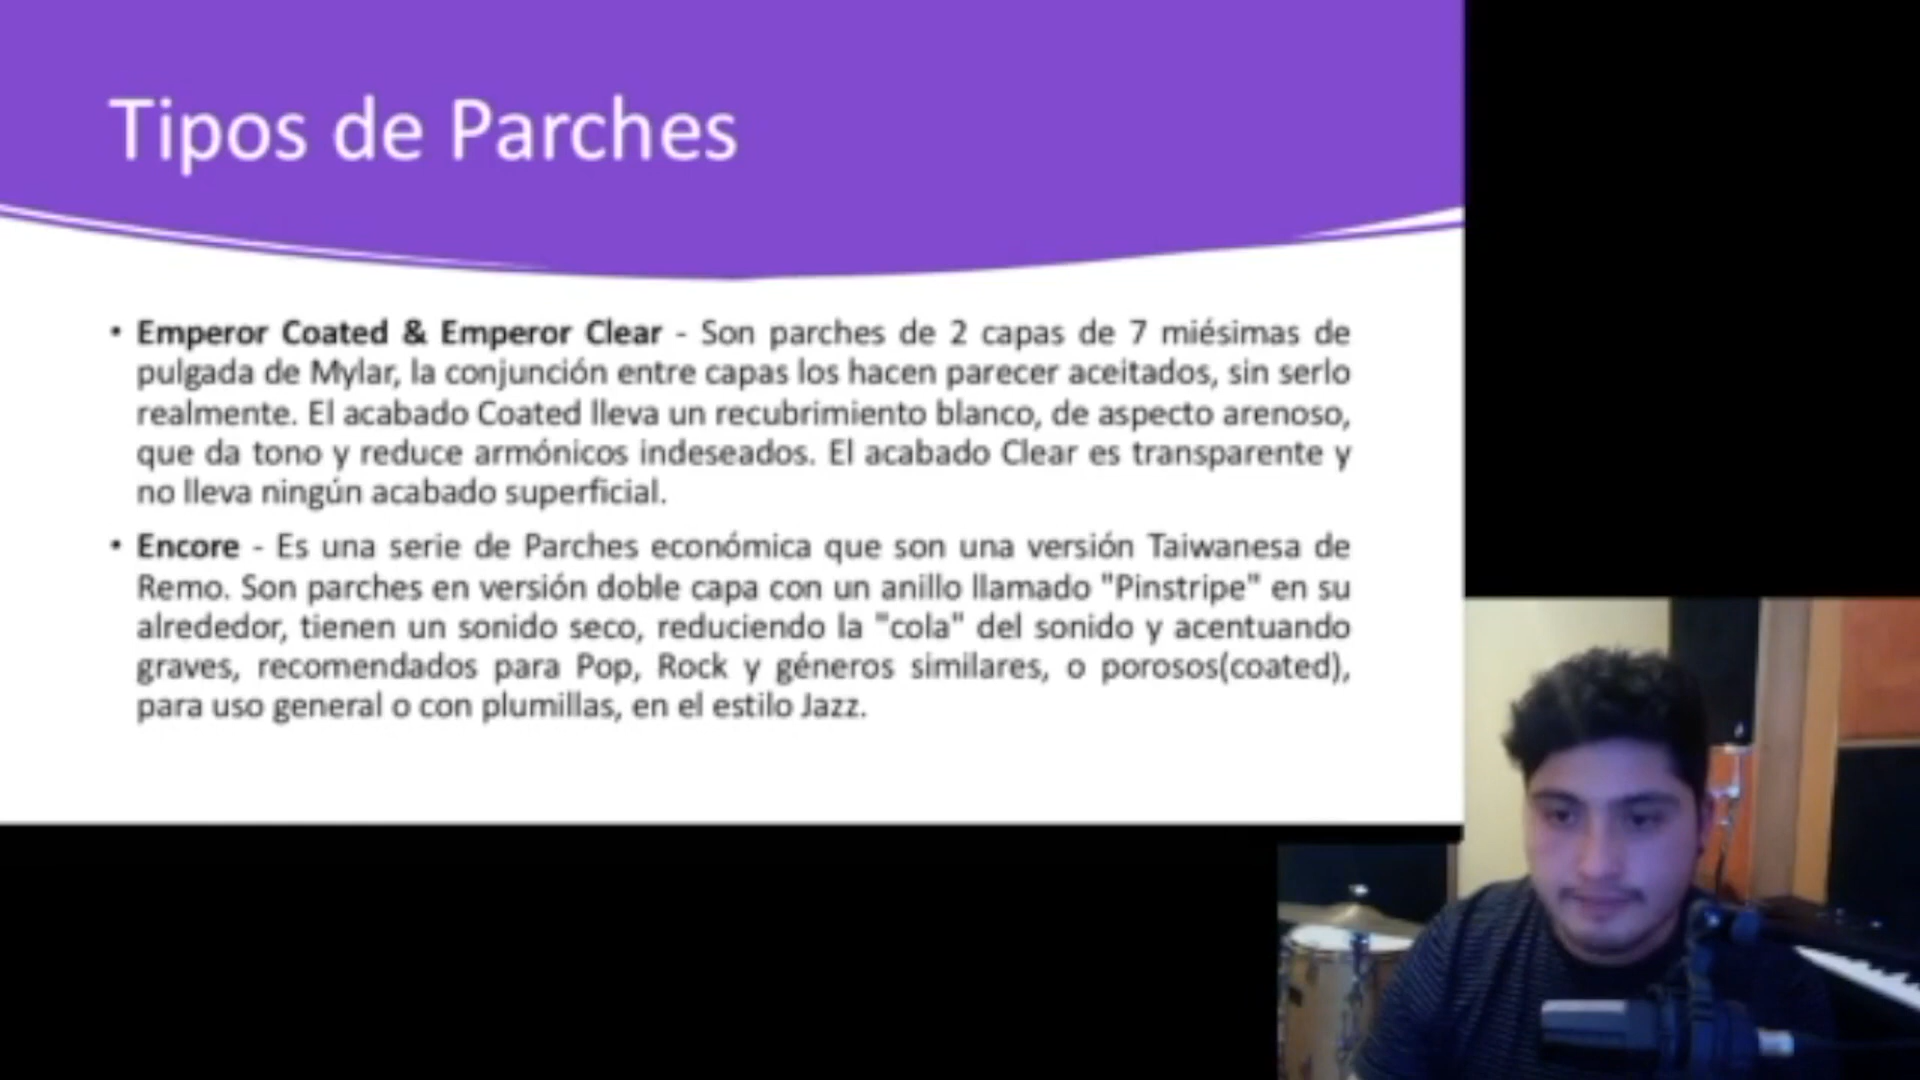 Tipos de Parches
• Emperor Coated & Emperor Clear - Son parches de 2 capas de 7 miésimas de
pulgada de Mylar, la conjunción entre capas los hacen parecer aceitados, sin serlo
realmente. El acabado Coated lleva un recubrimiento blanco, de aspecto arenoso,
que da tono y reduce armónicos indeseados. El acabado Clear es transparente y
no lleva ningún acabado superficial.
• Encore - Es una serie de Parches económica que son una versión Taiwanesa de
Remo. Son parches en versión doble capa con un anillo llamado "Pinstripe" en su
alrededor, tienen un sonido seco, reduciendo la "cola" del sonido y acentuando
graves, recomendados para Pop, Rock y géneros similares, o porosos(coated),
para uso general o con plumillas, en el estilo Jazz.